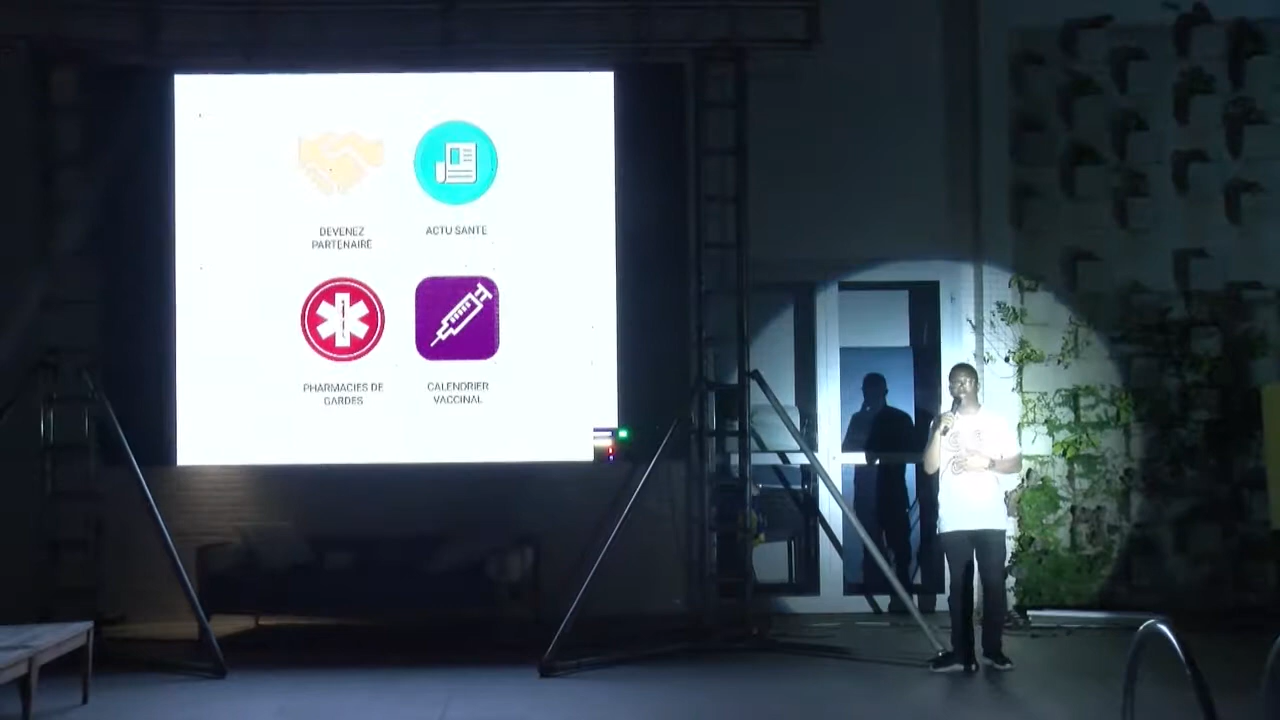 DEVENEZ
PARTENAIRE
ACTU SANTE
PHARMACIES DE
GARDES
CALENDRIER
VACCINAL